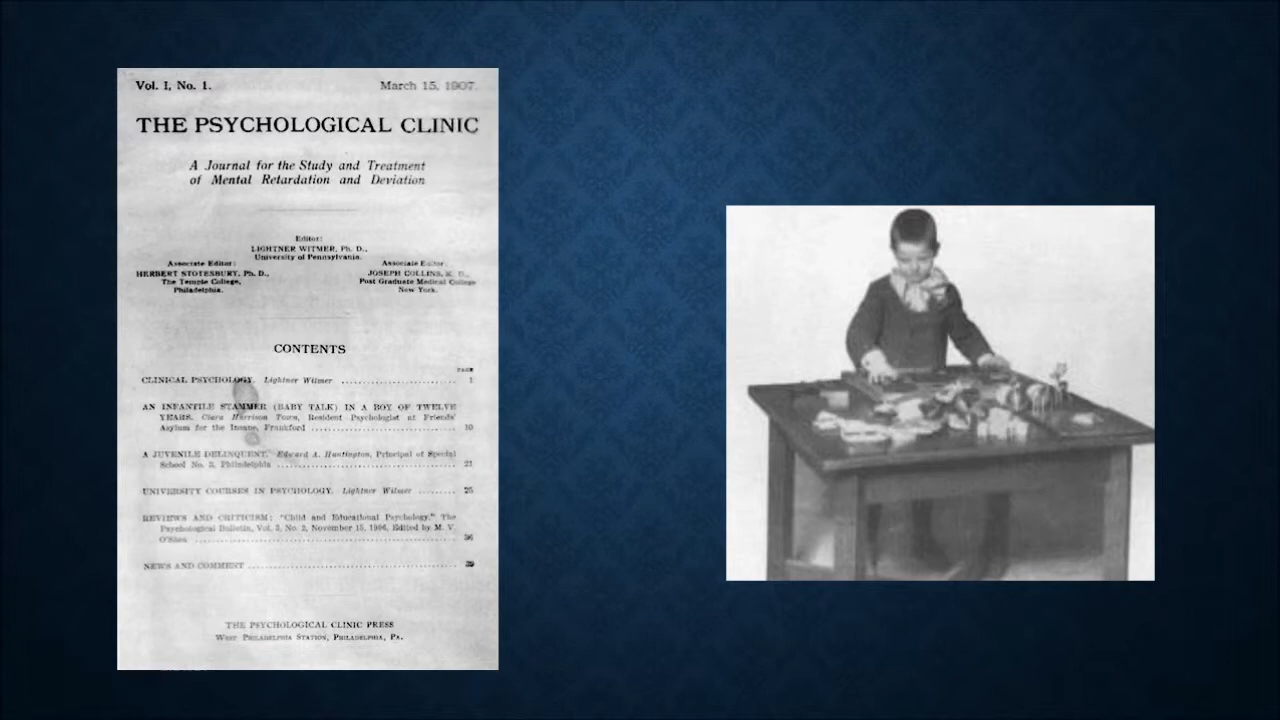 Vol. I, No. 1. March 15, 1907.
THE PSYCHOLOGICAL CLINIC
A Journal for the Study and Treatment
of Mental Retardation and Deviation
Editor:
LIGHTNER WITMER, Ph. D.,
University of Pennsylvania.
Associate Editor:
HERBERT STOTESBURY, Ph. D.,
The Temple College,
Philadelphia.
Associate Editor:
JOSEPH COLLINS, M. D.,
Post Graduate Medical College
New York.
CONTENTS
PAGE
CLINICAL PSYCHOLOGY. Lightner Witmer ........................ 1
AN INFANTILE STAMMER (BABY TALK) IN A BOY OF TWELVE
YEARS. Clara Harrison Town, Resident Psychologist at Friends'
Asylum for the Insane, Frankford .............................. 10
A JUVENILE DELINQUENT. Edward A. Huntington, Principal of Special
School No. 3, Philadelphia ..................................... 21
UNIVERSITY COURSES IN PSYCHOLOGY. Lightner Witmer ........ 25
REVIEWS AND CRITICISM: "Child and Educational Psychology." The
Psychological Bulletin, Vol. 3, No. 2, November 15, 1906, Edited by M. V.
O'Shea ...................................................... 36
NEWS AND COMMENT ........................................... 39
THE PSYCHOLOGICAL CLINIC PRESS
WEST PHILADELPHIA STATION, PHILADELPHIA, PA.